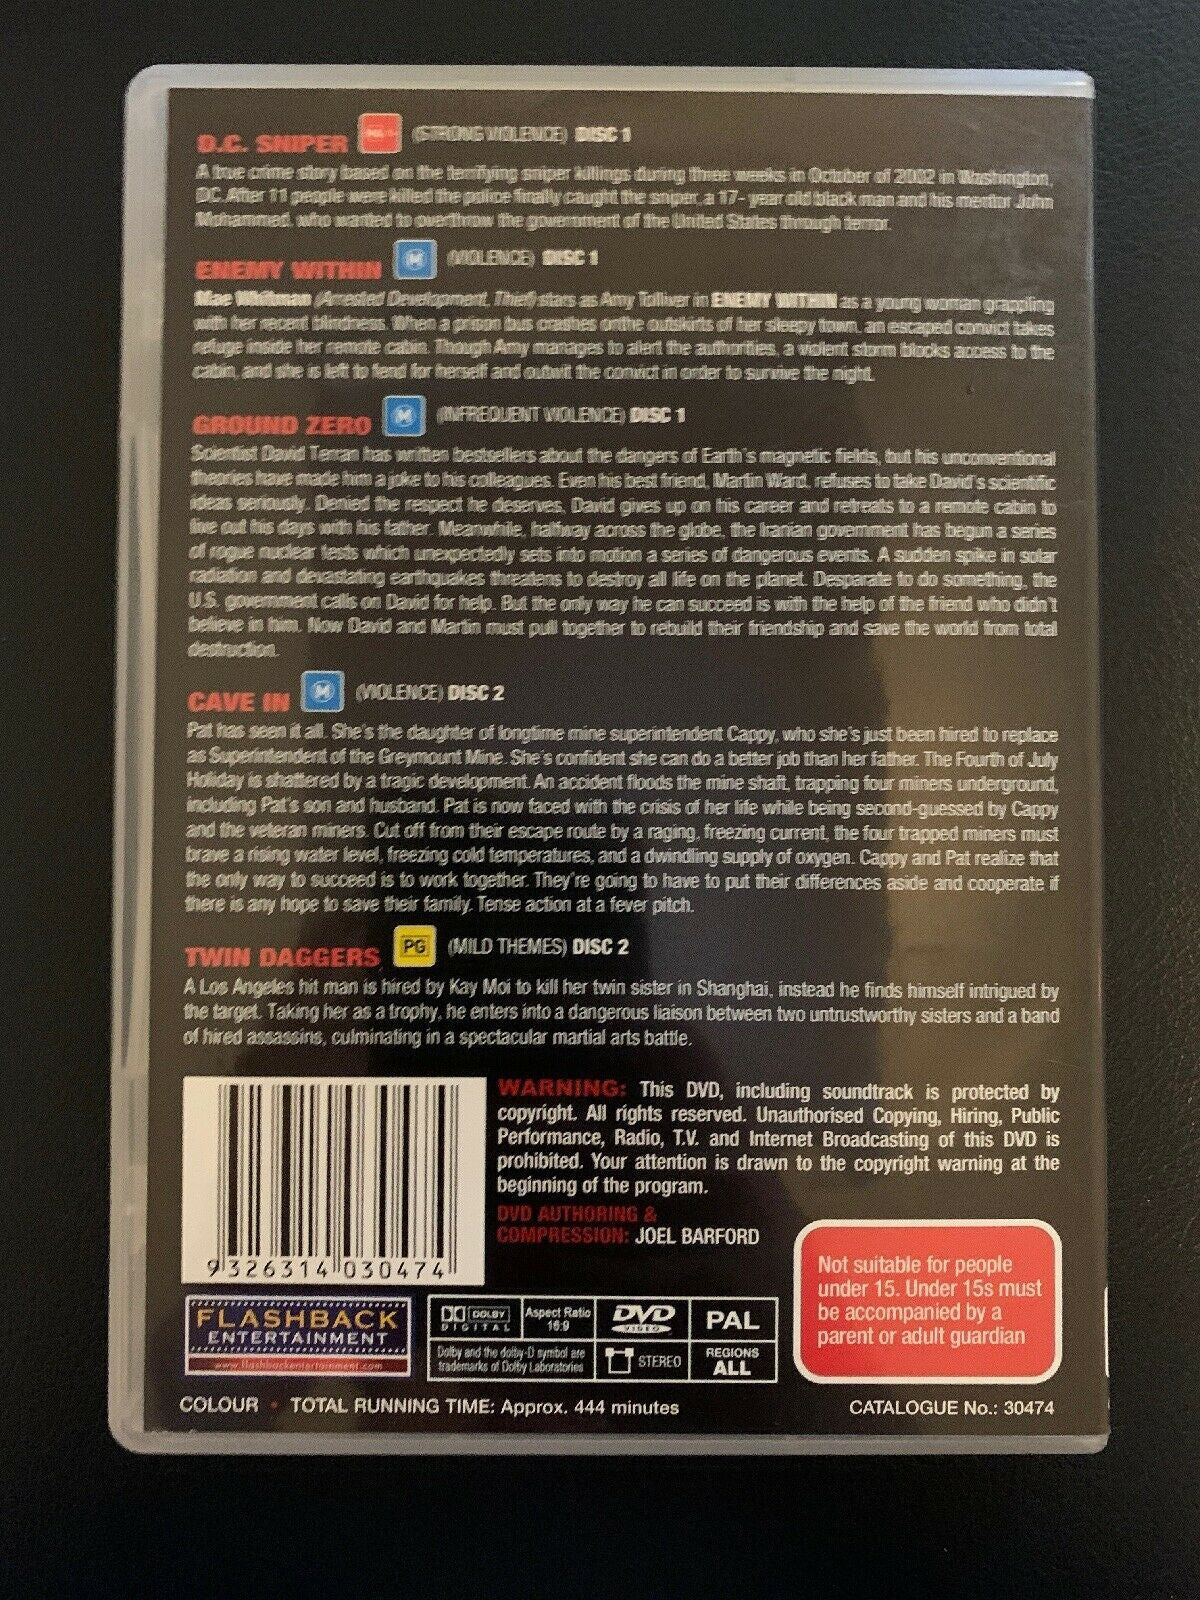 D.C. SNIPER MA 15+ (STRONG VIOLENCE) DISC 1
A true crime story based on the terrifying sniper killings during three weeks in October of 2002 in Washington,
DC. After 11 people were killed the police finally caught the sniper, a 17- year old black man and his mentor John
Mohammed, who wanted to overthrow the government of the United States through terror.
ENEMY WITHIN M (VIOLENCE) DISC 1
Mae Whitman (Arrested Development, Thief) stars as Amy Tolliver in ENEMY WITHIN as a young woman grappling
with her recent blindness. When a prison bus crashes onthe outskirts of her sleepy town, an escaped convict takes
refuge inside her remote cabin. Though Amy manages to alert the authorities, a violent storm blocks access to the
cabin, and she is left to fend for herself and outwit the convict in order to survive the night.
GROUND ZERO M (INFREQUENT VIOLENCE) DISC 1
Scientist David Terran has written bestsellers about the dangers of Earth's magnetic fields, but his unconventional
theories have made him a joke to his colleagues. Even his best friend, Martin Ward, refuses to take David's scientific
ideas seriously. Denied the respect he deserves, David gives up on his career and retreats to a remote cabin to
live out his days with his father. Meanwhile, halfway across the globe, the Iranian government has begun a series
of rogue nuclear tests which unexpectedly sets into motion a series of dangerous events. A sudden spike in solar
radiation and devastating earthquakes threatens to destroy all life on the planet. Desparate to do something, the
U.S. government calls on David for help. But the only way he can succeed is with the help of the friend who didn't
believe in him. Now David and Martin must pull together to rebuild their friendship and save the world from total
destruction.
CAVE IN M (VIOLENCE) DISC 2
Pat has seen it all. She's the daughter of longtime mine superintendent Cappy, who she's just been hired to replace
as Superintendent of the Greymount Mine. She's confident she can do a better job than her father. The Fourth of July
Holiday is shattered by a tragic development. An accident floods the mine shaft, trapping four miners underground,
including Pat's son and husband. Pat is now faced with the crisis of her life while being second-guessed by Cappy
and the veteran miners. Cut off from their escape route by a raging, freezing current, the four trapped miners must
brave a rising water level, freezing cold temperatures, and a dwindling supply of oxygen. Cappy and Pat realize that
the only way to succeed is to work together. They're going to have to put their differences aside and cooperate if
there is any hope to save their family. Tense action at a fever pitch.
TWIN DAGGERS PG (MILD THEMES) DISC 2
A Los Angeles hit man is hired by Kay Moi to kill her twin sister in Shanghai, instead he finds himself intrigued by
the target. Taking her as a trophy, he enters into a dangerous liaison between two untrustworthy sisters and a band
of hired assassins, culminating in a spectacular martial arts battle.
WARNING: This DVD, including soundtrack is protected by
copyright. All rights reserved. Unauthorised Copying, Hiring, Public
Performance, Radio, T.V. and Internet Broadcasting of this DVD is
prohibited. Your attention is drawn to the copyright warning at the
beginning of the program.
DVD AUTHORING &
COMPRESSION: JOEL BARFORD
9 326314 030474
Not suitable for people
under 15. Under 15s must
be accompanied by a
parent or adult guardian
FLASHBACK
ENTERTAINMENT
www.flashbackentertainment.com
DOLBY
DIGITAL
Aspect Ratio
16:9
DVD
VIDEO
PAL
Dolby and the dolby-D symbol are
trademarks of Dolby Laboratories
STEREO
REGIONS
ALL
COLOUR • TOTAL RUNNING TIME: Approx. 444 minutes
CATALOGUE No.: 30474